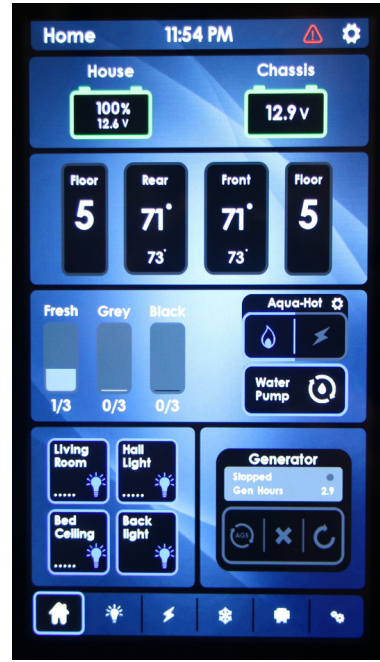 Home 11:54 PM
House Chassis
100%
12.6 V
12.9 V
Floor Rear Front Floor
5 71° 71° 5
73° 73°
Aqua-Hot
Fresh Grey Black
Water
Pump
1/3 0/3 0/3
Living
Room
Hall
Light
Generator
Stopped
Gen Hours 2.9
Bed
Ceiling
Back
light
AGS